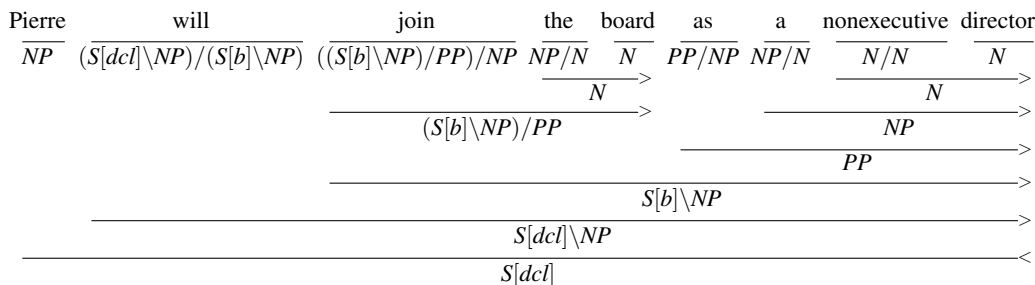 Pierre will join the board as a nonexecutive director
NP (S[dcl]\NP)/(S[b]\NP) ((S[b]\NP)/PP)/NP NP/N N PP/NP NP/N N/N N
> >
N N
> >
(S[b]\NP)/PP NP
>
PP
>
S[b]\NP
>
S[dcl]\NP
<
S[dcl]